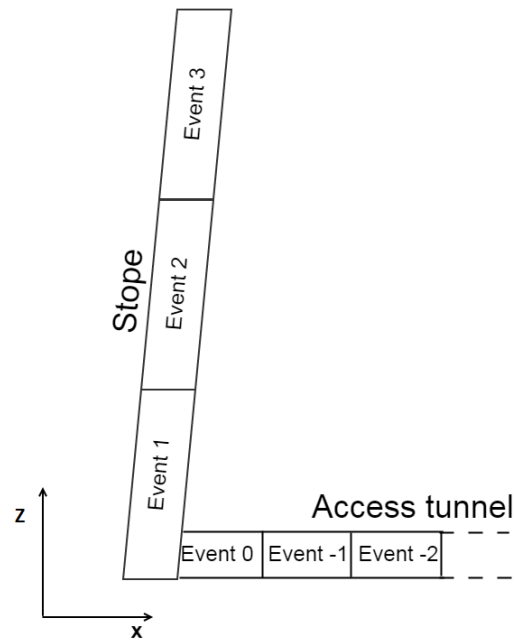 Event 3
Stope
Event 2
Event 1
Access tunnel
z
Event 0 Event -1 Event -2
x